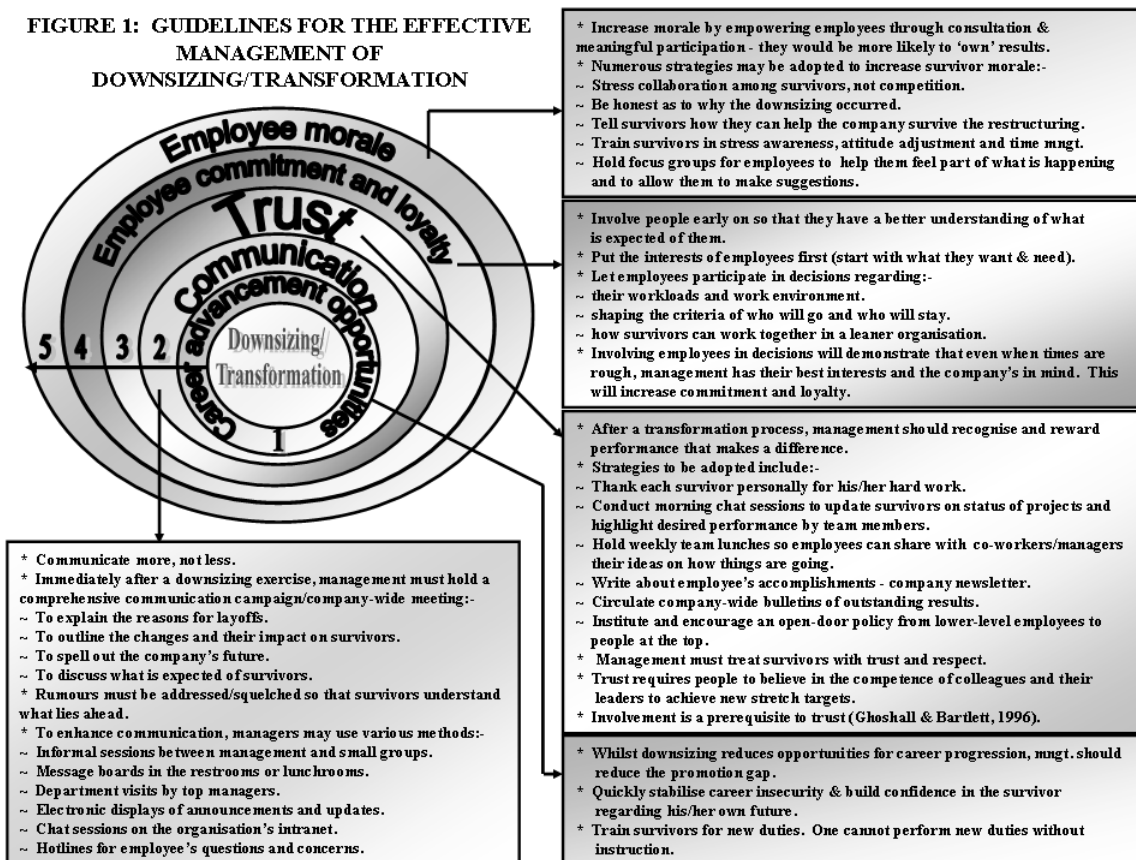 FIGURE 1: GUIDELINES FOR THE EFFECTIVE
MANAGEMENT OF
DOWNSIZING/TRANSFORMATION
Employee morale
Employee commitment and loyalty
Trust
Communication
Career advancement opportunities
Downsizing/
Transformation
5 4 3 2
1
* Increase morale by empowering employees through consultation &
meaningful participation - they would be more likely to ‘own’ results.
* Numerous strategies may be adopted to increase survivor morale:-
~ Stress collaboration among survivors, not competition.
~ Be honest as to why the downsizing occurred.
~ Tell survivors how they can help the company survive the restructuring.
~ Train survivors in stress awareness, attitude adjustment and time mngt.
~ Hold focus groups for employees to help them feel part of what is happening
and to allow them to make suggestions.
* Involve people early on so that they have a better understanding of what
is expected of them.
* Put the interests of employees first (start with what they want & need).
* Let employees participate in decisions regarding:-
~ their workloads and work environment.
~ shaping the criteria of who will go and who will stay.
~ how survivors can work together in a leaner organisation.
* Involving employees in decisions will demonstrate that even when times are
rough, management has their best interests and the company’s in mind. This
will increase commitment and loyalty.
* After a transformation process, management should recognise and reward
performance that makes a difference.
* Strategies to be adopted include:-
~ Thank each survivor personally for his/her hard work.
~ Conduct morning chat sessions to update survivors on status of projects and
highlight desired performance by team members.
~ Hold weekly team lunches so employees can share with co-workers/managers
their ideas on how things are going.
~ Write about employee’s accomplishments - company newsletter.
~ Circulate company-wide bulletins of outstanding results.
~ Institute and encourage an open-door policy from lower-level employees to
people at the top.
* Management must treat survivors with trust and respect.
* Trust requires people to believe in the competence of colleagues and their
leaders to achieve new stretch targets.
* Involvement is a prerequisite to trust (Ghoshall & Bartlett, 1996).
* Whilst downsizing reduces opportunities for career progression, mngt. should
reduce the promotion gap.
* Quickly stabilise career insecurity & build confidence in the survivor
regarding his/her own future.
* Train survivors for new duties. One cannot perform new duties without
instruction.
* Communicate more, not less.
* Immediately after a downsizing exercise, management must hold a
comprehensive communication campaign/company-wide meeting:-
~ To explain the reasons for layoffs.
~ To outline the changes and their impact on survivors.
~ To spell out the company’s future.
~ To discuss what is expected of survivors.
* Rumours must be addressed/squelched so that survivors understand
what lies ahead.
* To enhance communication, managers may use various methods:-
~ Informal sessions between management and small groups.
~ Message boards in the restrooms or lunchrooms.
~ Department visits by top managers.
~ Electronic displays of announcements and updates.
~ Chat sessions on the organisation’s intranet.
~ Hotlines for employee’s questions and concerns.